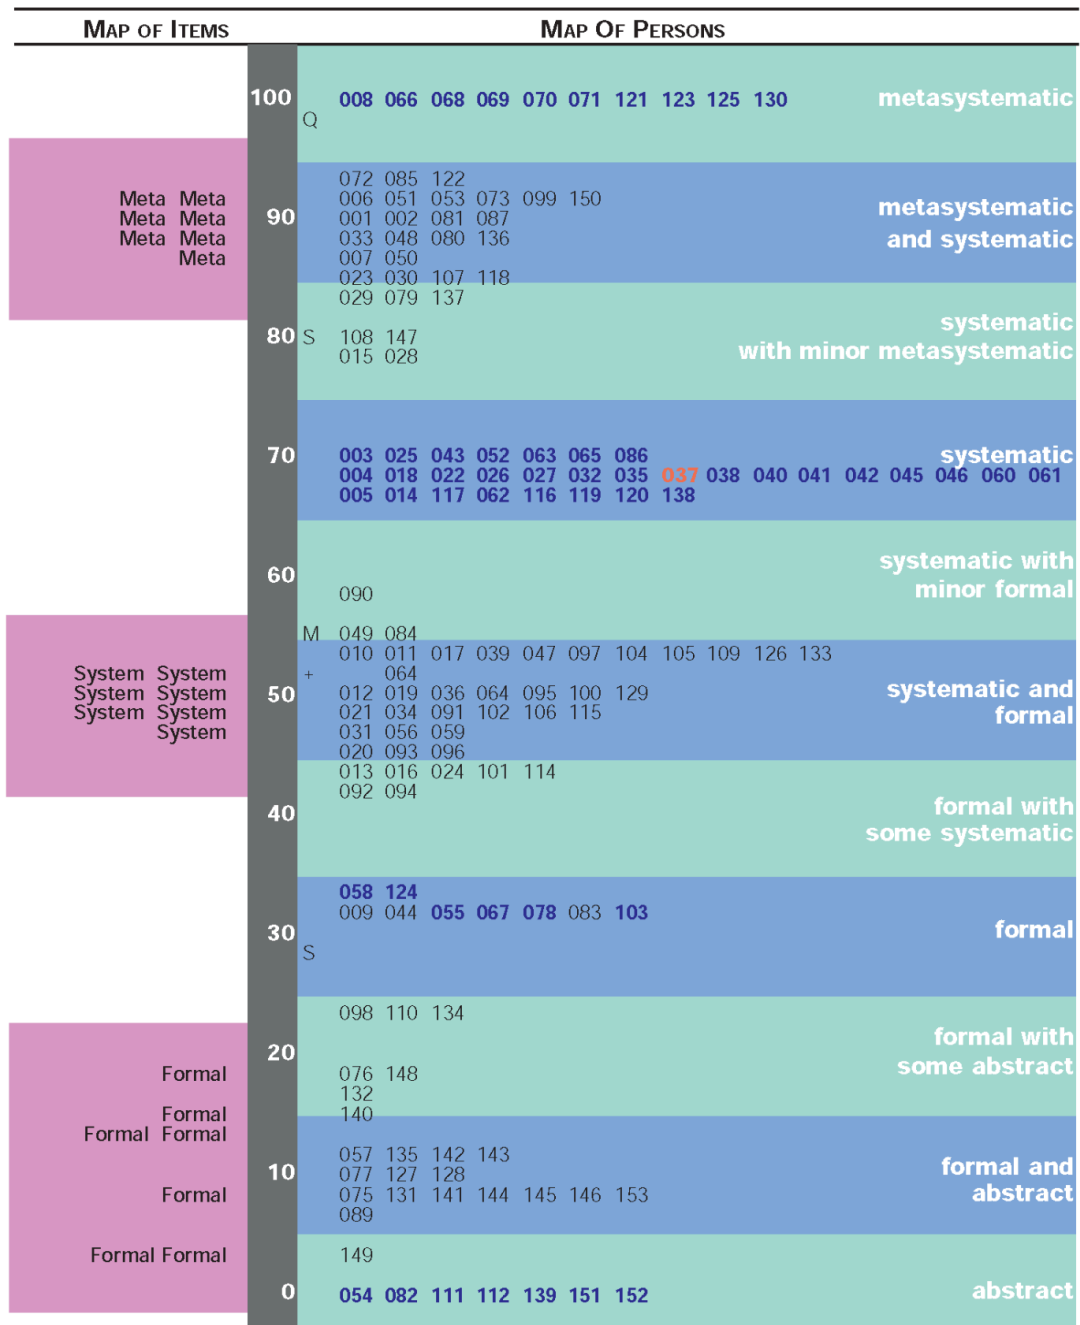 MAP OF ITEMS MAP OF PERSONS
100 008 066 068 069 070 071 121 123 125 130 metasystematic
Q
072 085 122
Meta Meta 006 051 053 073 099 150 metasystematic
Meta Meta 90 001 002 081 087
Meta Meta 033 048 080 136 and systematic
Meta 007 050
023 030 107 118
029 079 137
systematic
80 S 108 147
015 028 with minor metasystematic
70 003 025 043 052 063 065 086 systematic
004 018 022 026 027 032 035 037 038 040 041 042 045 046 060 061
005 014 117 062 116 119 120 138
systematic with
60
090 minor formal
M 049 084
010 011 017 039 047 097 104 105 109 126 133
System System + 064
System System 50 012 019 036 064 095 100 129 systematic and
System System 021 034 091 102 106 115 formal
System 031 056 059
020 093 096
013 016 024 101 114
092 094
40 formal with
some systematic
058 124
009 044 055 067 078 083 103
30 formal
S
098 110 134
formal with
20
Formal 076 148 some abstract
132
Formal 140
Formal Formal
057 135 142 143
10 077 127 128 formal and
Formal 075 131 141 144 145 146 153 abstract
089
Formal Formal 149
0 054 082 111 112 139 151 152 abstract